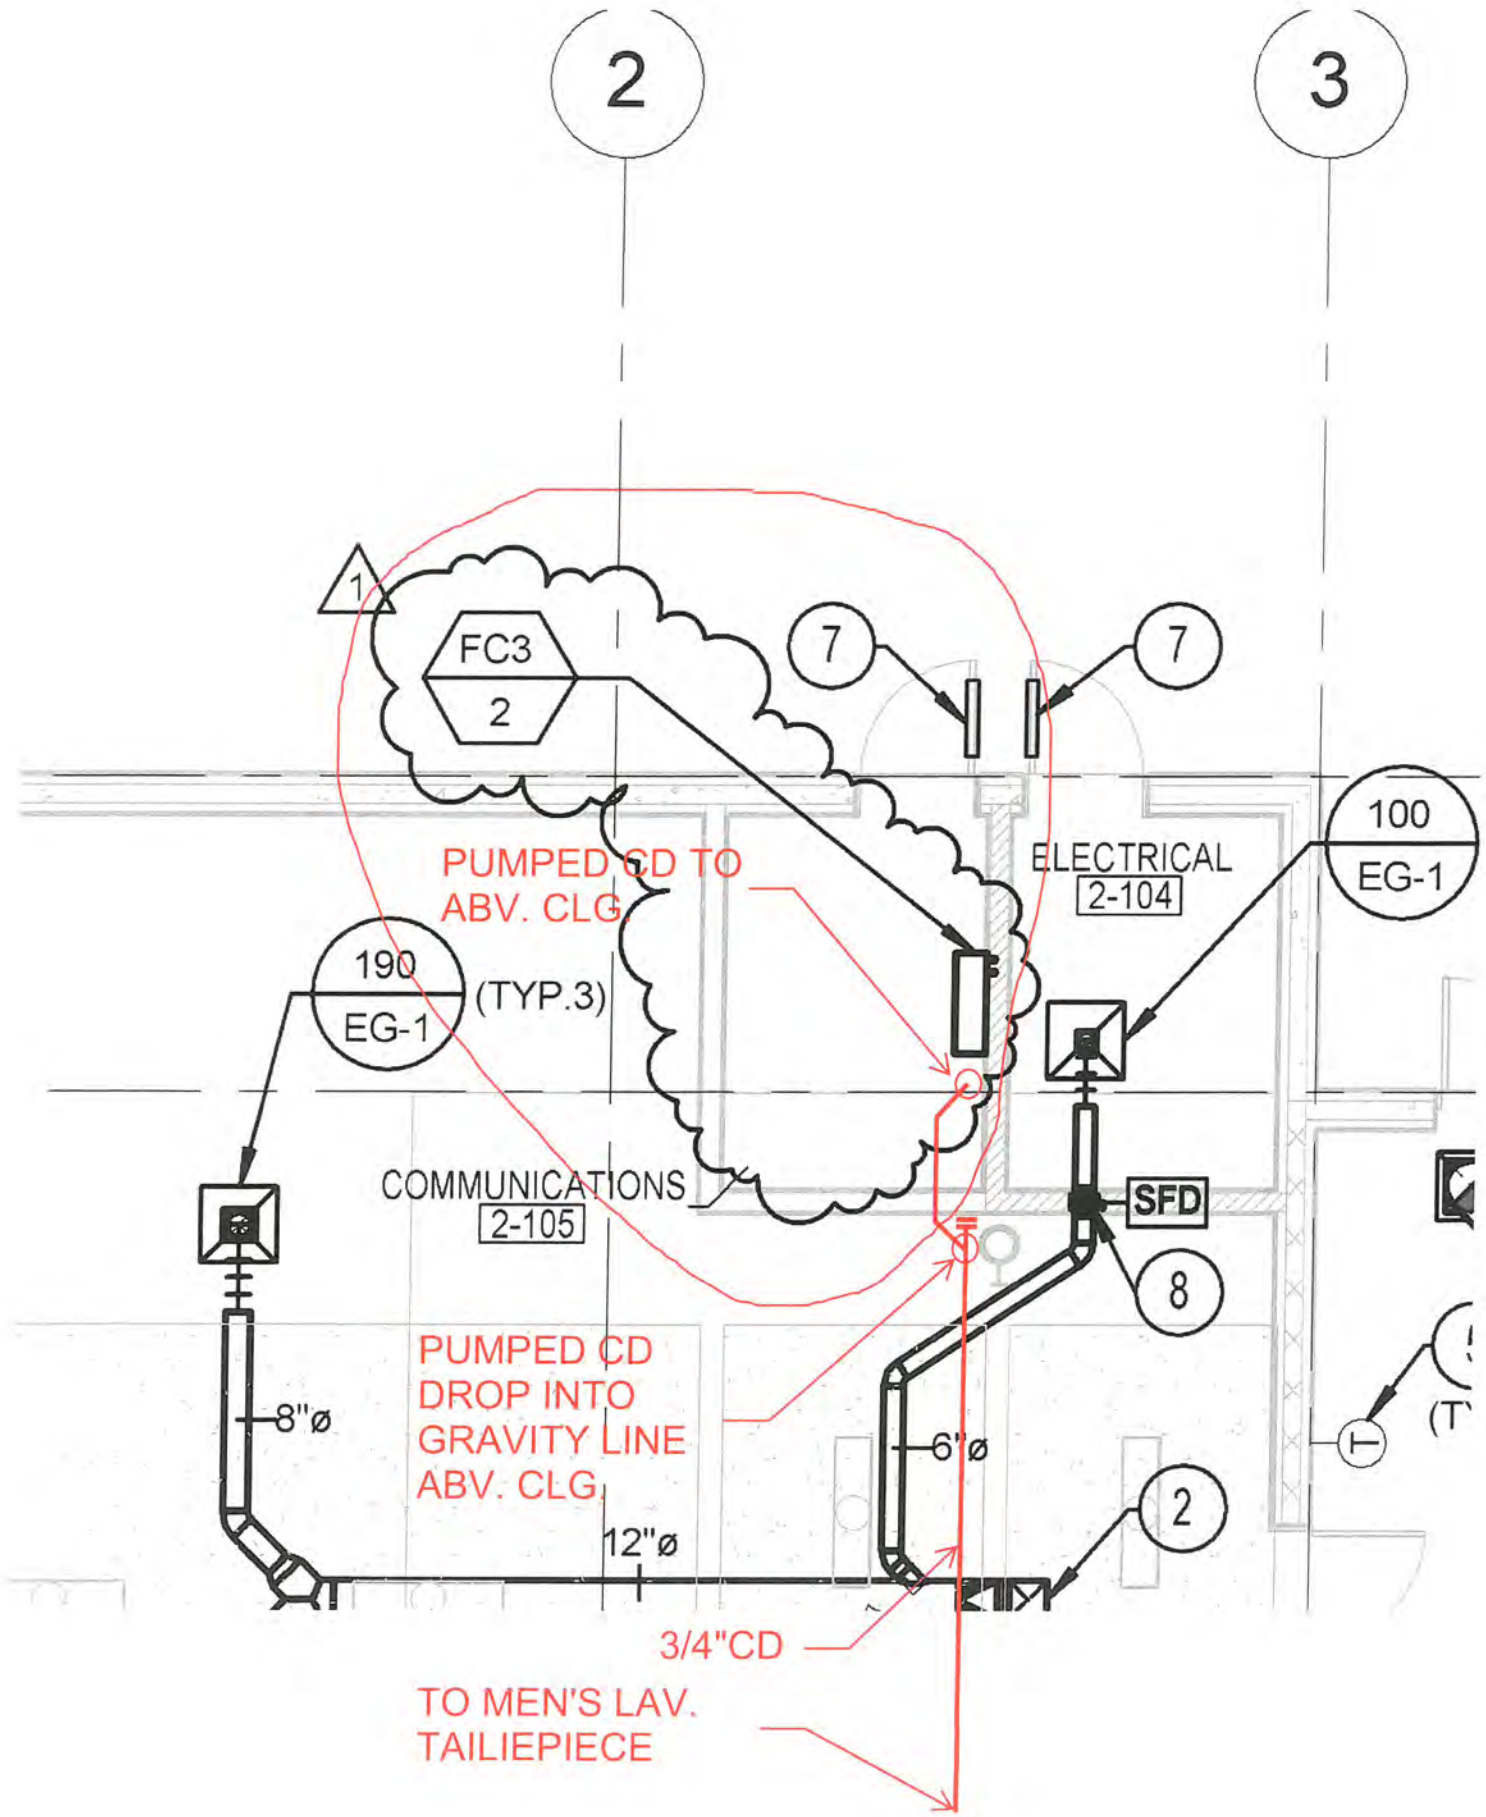 2
3
1
FC3
2
7
7
PUMPED CD TO
ABV. CLG.
ELECTRICAL
2-104
100
EG-1
190
EG-1
(TYP.3)
COMMUNICATIONS
2-105
SFD
8
PUMPED CD
DROP INTO
GRAVITY LINE
ABV. CLG.
8"ø
6"ø
T
2
12"ø
3/4"CD
TO MEN'S LAV.
TAILIEPIECE